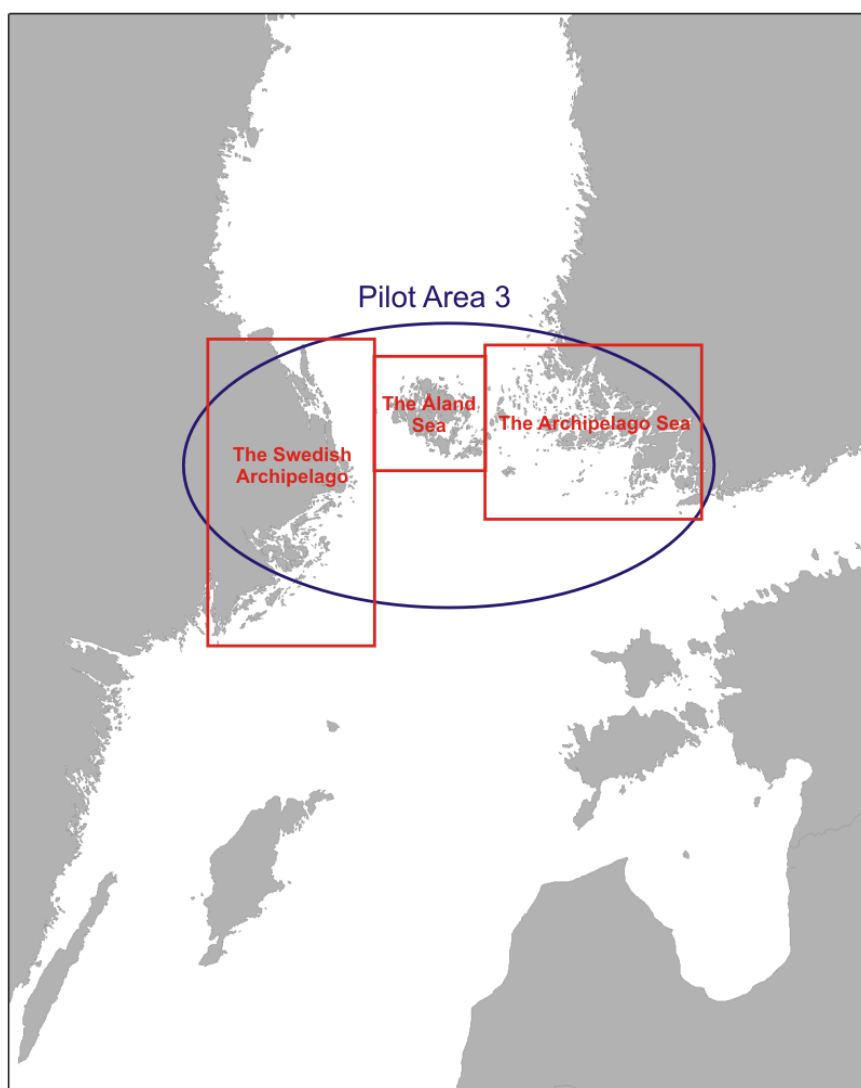 Pilot Area 3
The Åland
Sea
The Archipelago Sea
The Swedish
Archipelago